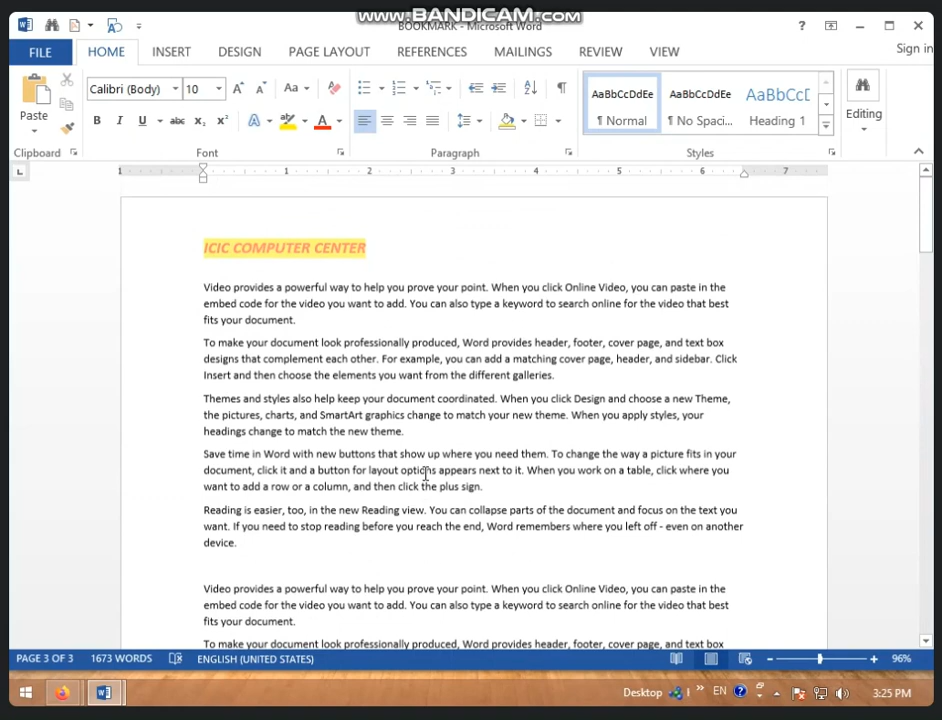 www.BANDICAM.com
BOOKMARK - Microsoft Word
Sign in
FILE HOME INSERT DESIGN PAGE LAYOUT REFERENCES MAILINGS REVIEW VIEW
Paste
Calibri (Body) 10
Clipboard Font Paragraph Styles
AaBbCcDdEe AaBbCcDdEe AaBbCcD
¶ Normal ¶ No Spaci... Heading 1
Editing
1 1 2 3 4 5 6 7
ICIC COMPUTER CENTER
Video provides a powerful way to help you prove your point. When you click Online Video, you can paste in the
embed code for the video you want to add. You can also type a keyword to search online for the video that best
fits your document.
To make your document look professionally produced, Word provides header, footer, cover page, and text box
designs that complement each other. For example, you can add a matching cover page, header, and sidebar. Click
Insert and then choose the elements you want from the different galleries.
Themes and styles also help keep your document coordinated. When you click Design and choose a new Theme,
the pictures, charts, and SmartArt graphics change to match your new theme. When you apply styles, your
headings change to match the new theme.
Save time in Word with new buttons that show up where you need them. To change the way a picture fits in your
document, click it and a button for layout options appears next to it. When you work on a table, click where you
want to add a row or a column, and then click the plus sign.
Reading is easier, too, in the new Reading view. You can collapse parts of the document and focus on the text you
want. If you need to stop reading before you reach the end, Word remembers where you left off - even on another
device.
Video provides a powerful way to help you prove your point. When you click Online Video, you can paste in the
embed code for the video you want to add. You can also type a keyword to search online for the video that best
fits your document.
To make your document look professionally produced, Word provides header, footer, cover page, and text box
PAGE 3 OF 3 1673 WORDS ENGLISH (UNITED STATES) 96%
Desktop EN 3:25 PM